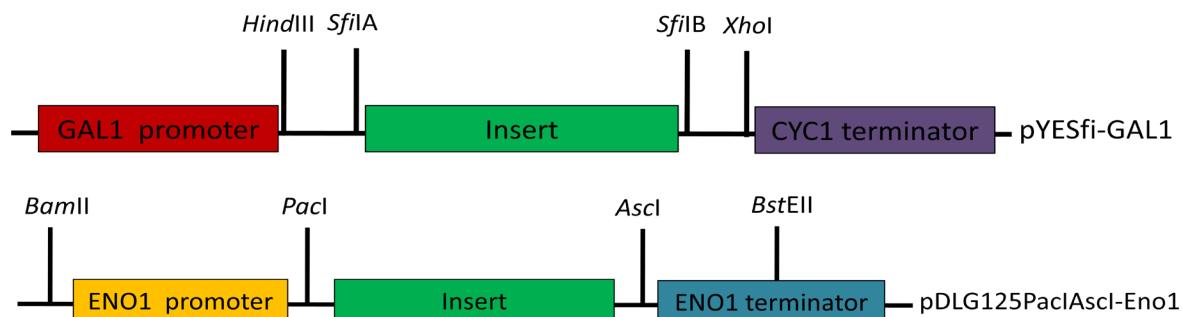 HindIII SfiIA SfiIB XhoI
GAL1 promoter Insert CYC1 terminator pYESfi-GAL1
BamII PacI AscI BstEII
ENO1 promoter Insert ENO1 terminator pDLG125PacIAscI-Eno1